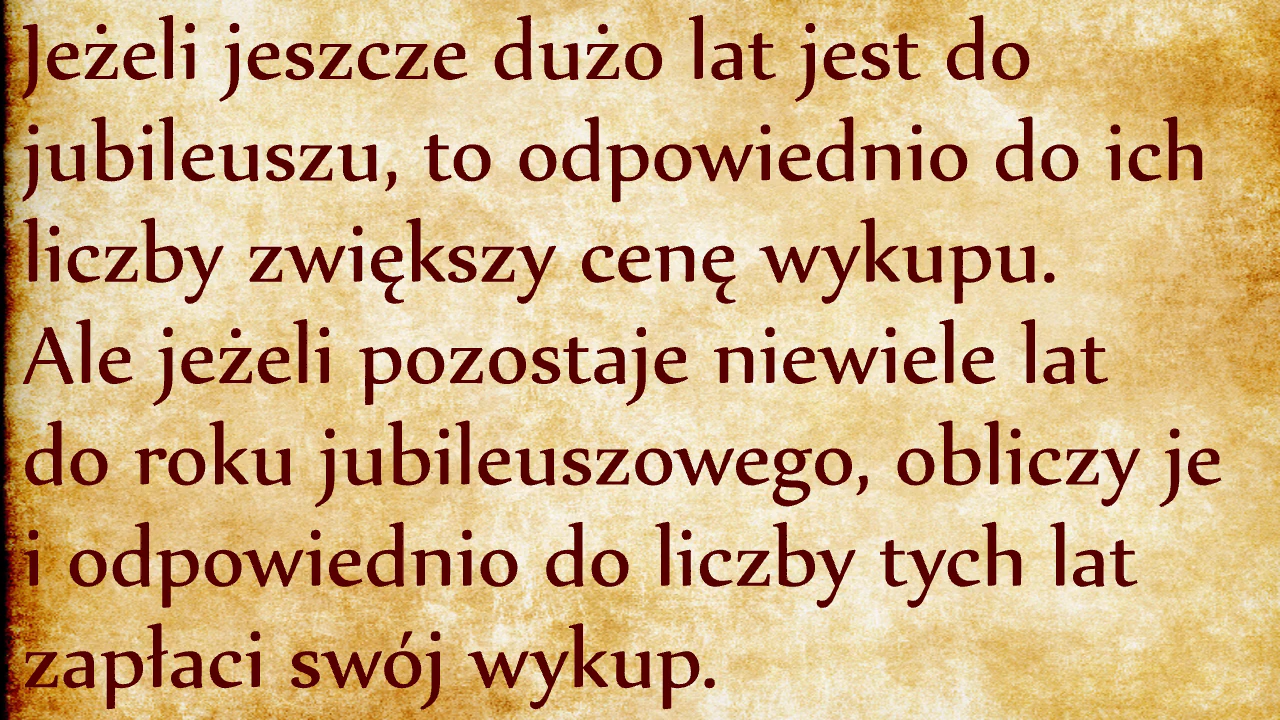 Jeżeli jeszcze dużo lat jest do
jubileuszu, to odpowiednio do ich
liczby zwiększy cenę wykupu.
Ale jeżeli pozostaje niewiele lat
do roku jubileuszowego, obliczy je
i odpowiednio do liczby tych lat
zapłaci swój wykup.